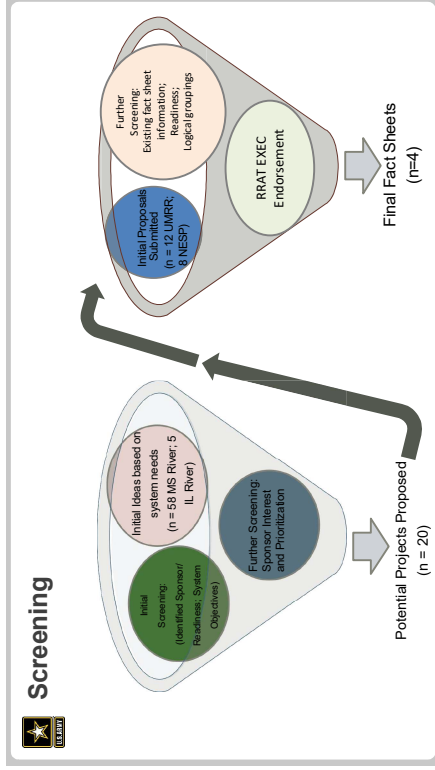 U.S.ARMY
Screening
Initial
Screening:
(Identified Sponsor/
Readiness; System
Objectives)
Initial Ideas based on
system needs
(n = 58 MS River; 5
IL River)
Further Screening:
Sponsor Interest
and Prioritization
Potential Projects Proposed
(n = 20)
Initial Proposals
Submitted
(n = 12 UMRR;
8 NESP)
Further
Screening:
Existing fact sheet
information;
Readiness;
Logical groupings
RRAT EXEC
Endorsement
Final Fact Sheets
(n=4)